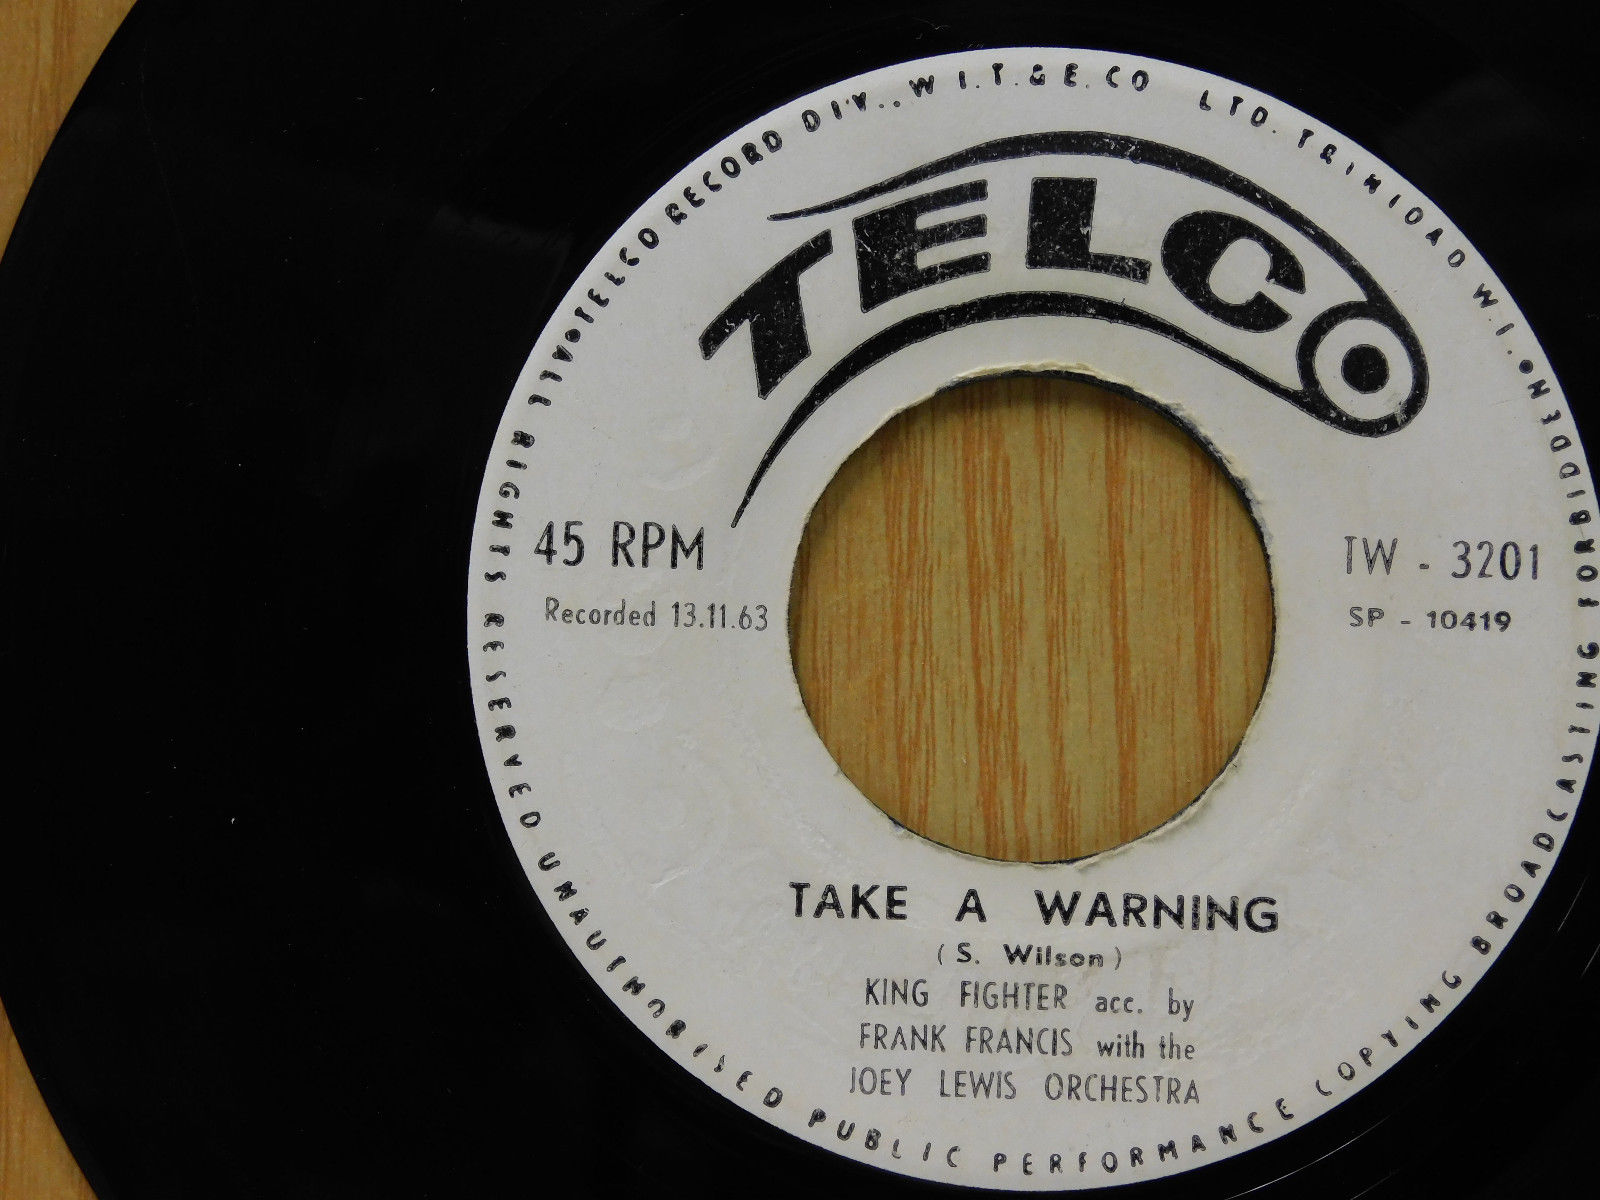 TELCO RECORD DIV..W.I.T.&E.CO LTD. TRINIDAD W.I.
TELCO
45 RPM
Recorded 13.11.63
TW - 3201
SP - 10419
TAKE A WARNING
(S. Wilson)
KING FIGHTER acc. by
FRANK FRANCIS with the
JOEY LEWIS ORCHESTRA
ALL RIGHTS RESERVED UNAUTHORISED PUBLIC PERFORMANCE COPYING BROADCASTING FORBIDDEN